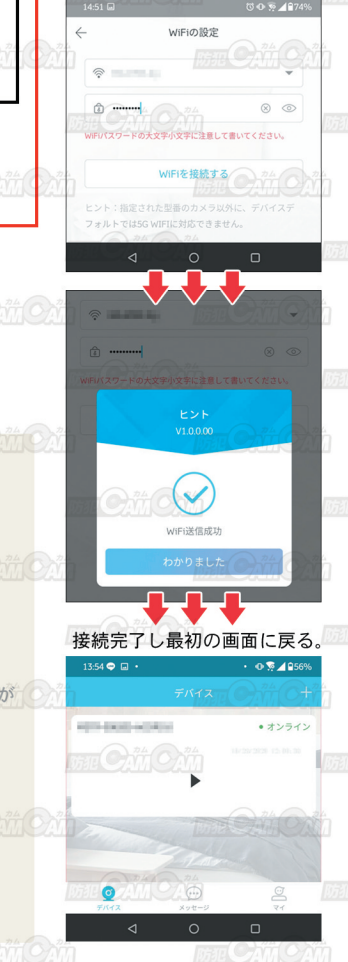 14:51 74%
WiFiの設定
WiFiパスワードの大文字小文字に注意して書いてください。
WiFiを接続する
ヒント：指定された型番のカメラ以外に、デバイスデ
フォルトでは5G WIFIに対応できません。
WiFiパスワードの大文字小文字に注意して書いてください。
ヒント
V1.0.0.00
WiFi送信成功
わかりました
接続完了し最初の画面に戻る。
が
13:54 56%
デバイス
オンライン
デバイス メッセージ マイ
防犯 カム CAM カム CAM